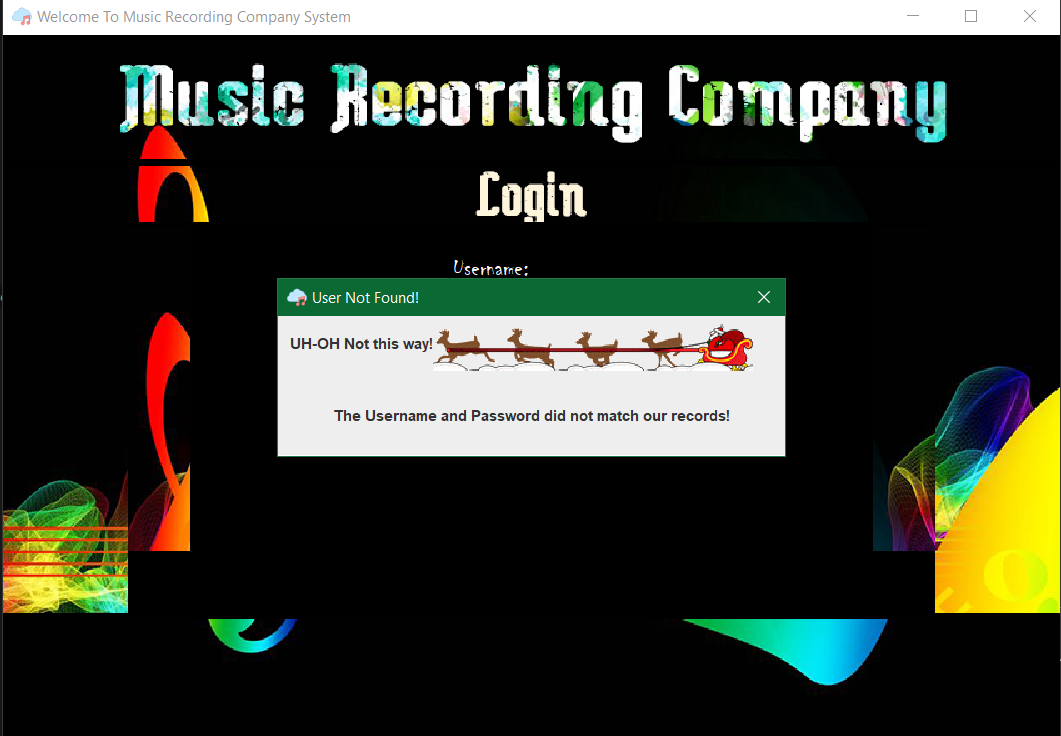 Welcome To Music Recording Company System
Music Recording Company
Login
Username:
User Not Found!
UH-OH Not this way!
The Username and Password did not match our records!